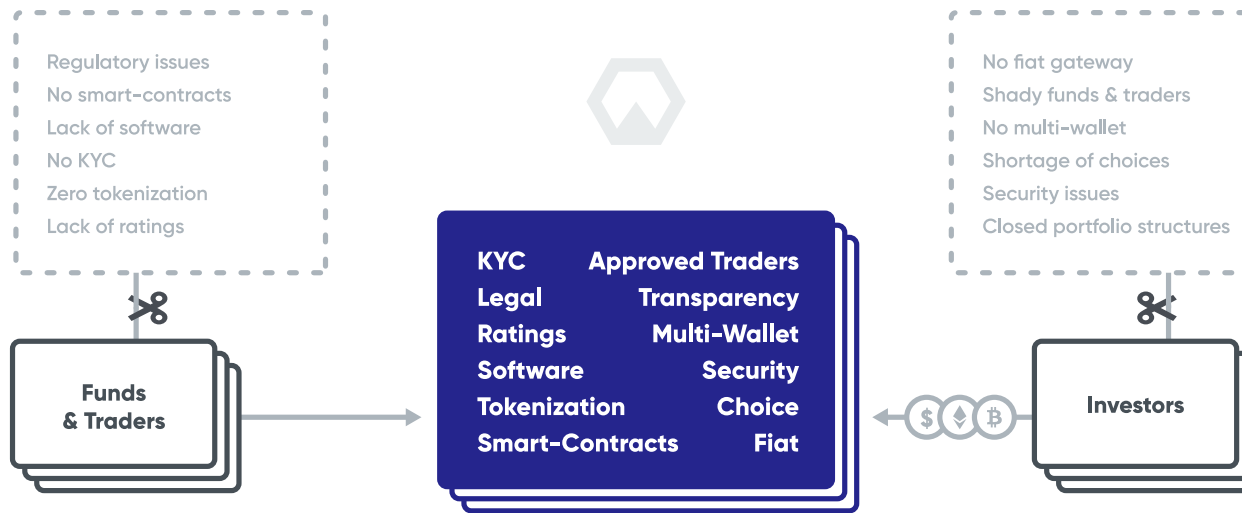 Regulatory issues
No smart-contracts
Lack of software
No KYC
Zero tokenization
Lack of ratings
No fiat gateway
Shady funds & traders
No multi-wallet
Shortage of choices
Security issues
Closed portfolio structures
KYC Approved Traders
Legal Transparency
Ratings Multi-Wallet
Software Security
Tokenization Choice
Smart-Contracts Fiat
Funds
& Traders
$
Investors